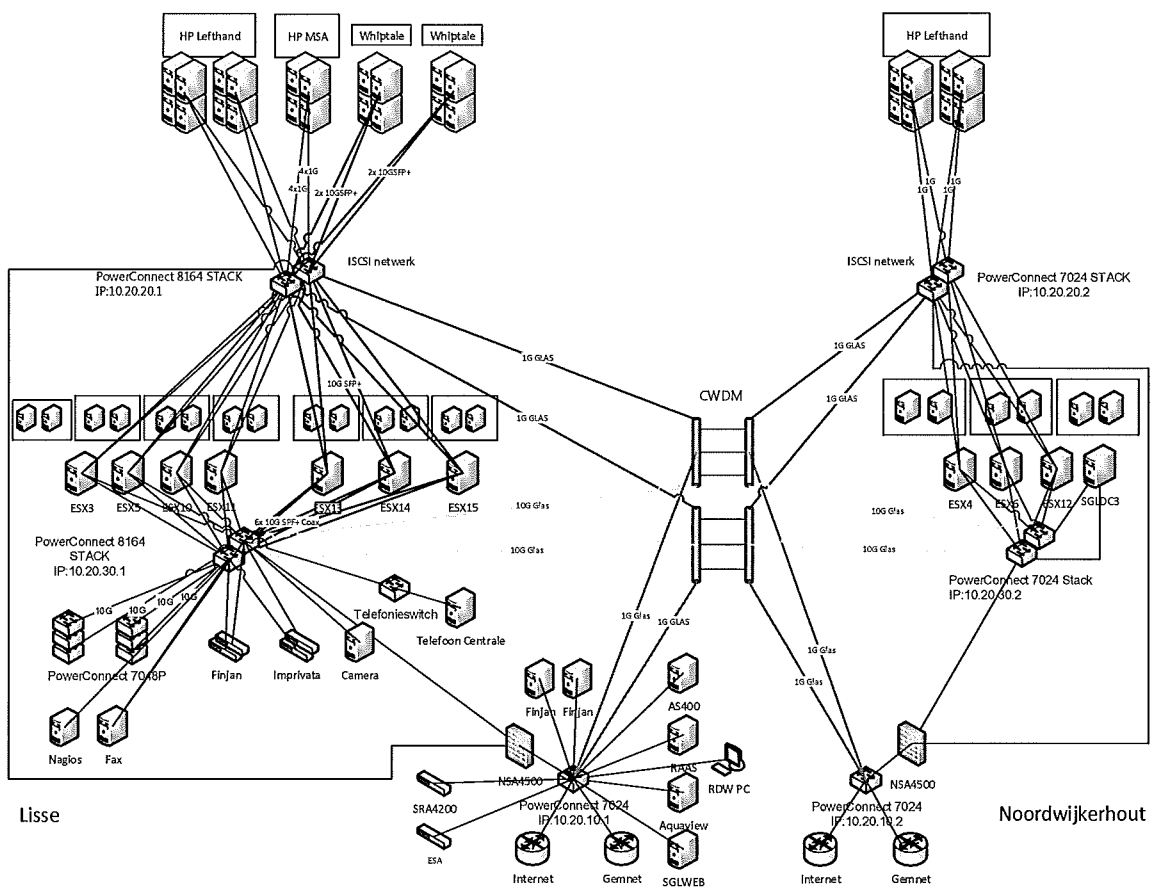 HP Lefthand
HP MSA
Whiptale
Whiptale
HP Lefthand
4x1G
4x1G
2x 10GSFP+
2x 10GSFP+
1G
1G
1G
1G
ISCSI netwerk
PowerConnect 8164 STACK
IP:10.20.20.1
ISCSI netwerk
PowerConnect 7024 STACK
IP:10.20.20.2
1G GLAS
1G GLAS
1G GLAS
1G GLAS
10G SFP+
CWDM
ESX3
ESX5
ESX10
ESX11
ESX13
ESX14
ESX15
ESX4
ESX6
ESX12
SGLDC3
6x 10G SPF+ Coax
10G Glas
10G Glas
10G Glas
10G Glas
PowerConnect 8164
STACK
IP:10.20.30.1
PowerConnect 7024 Stack
IP:10.20.30.2
10G
10G
10G
Telefonieswitch
Telefoon Centrale
1G Glas
1G GLAS
1G Glas
1G Glas
PowerConnect 7048P
Finjan
Imprivata
Camera
Finjan
Finjan
AS400
Nagios
Fax
NSA4500
RAAS
RDW PC
NSA4500
SRA4200
PowerConnect 7024
IP:10.20.10.1
Aquaview
PowerConnect 7024
IP:10.20.10.2
Lisse
Noordwijkerhout
ESA
Internet
Gemnet
SGLWEB
Internet
Gemnet